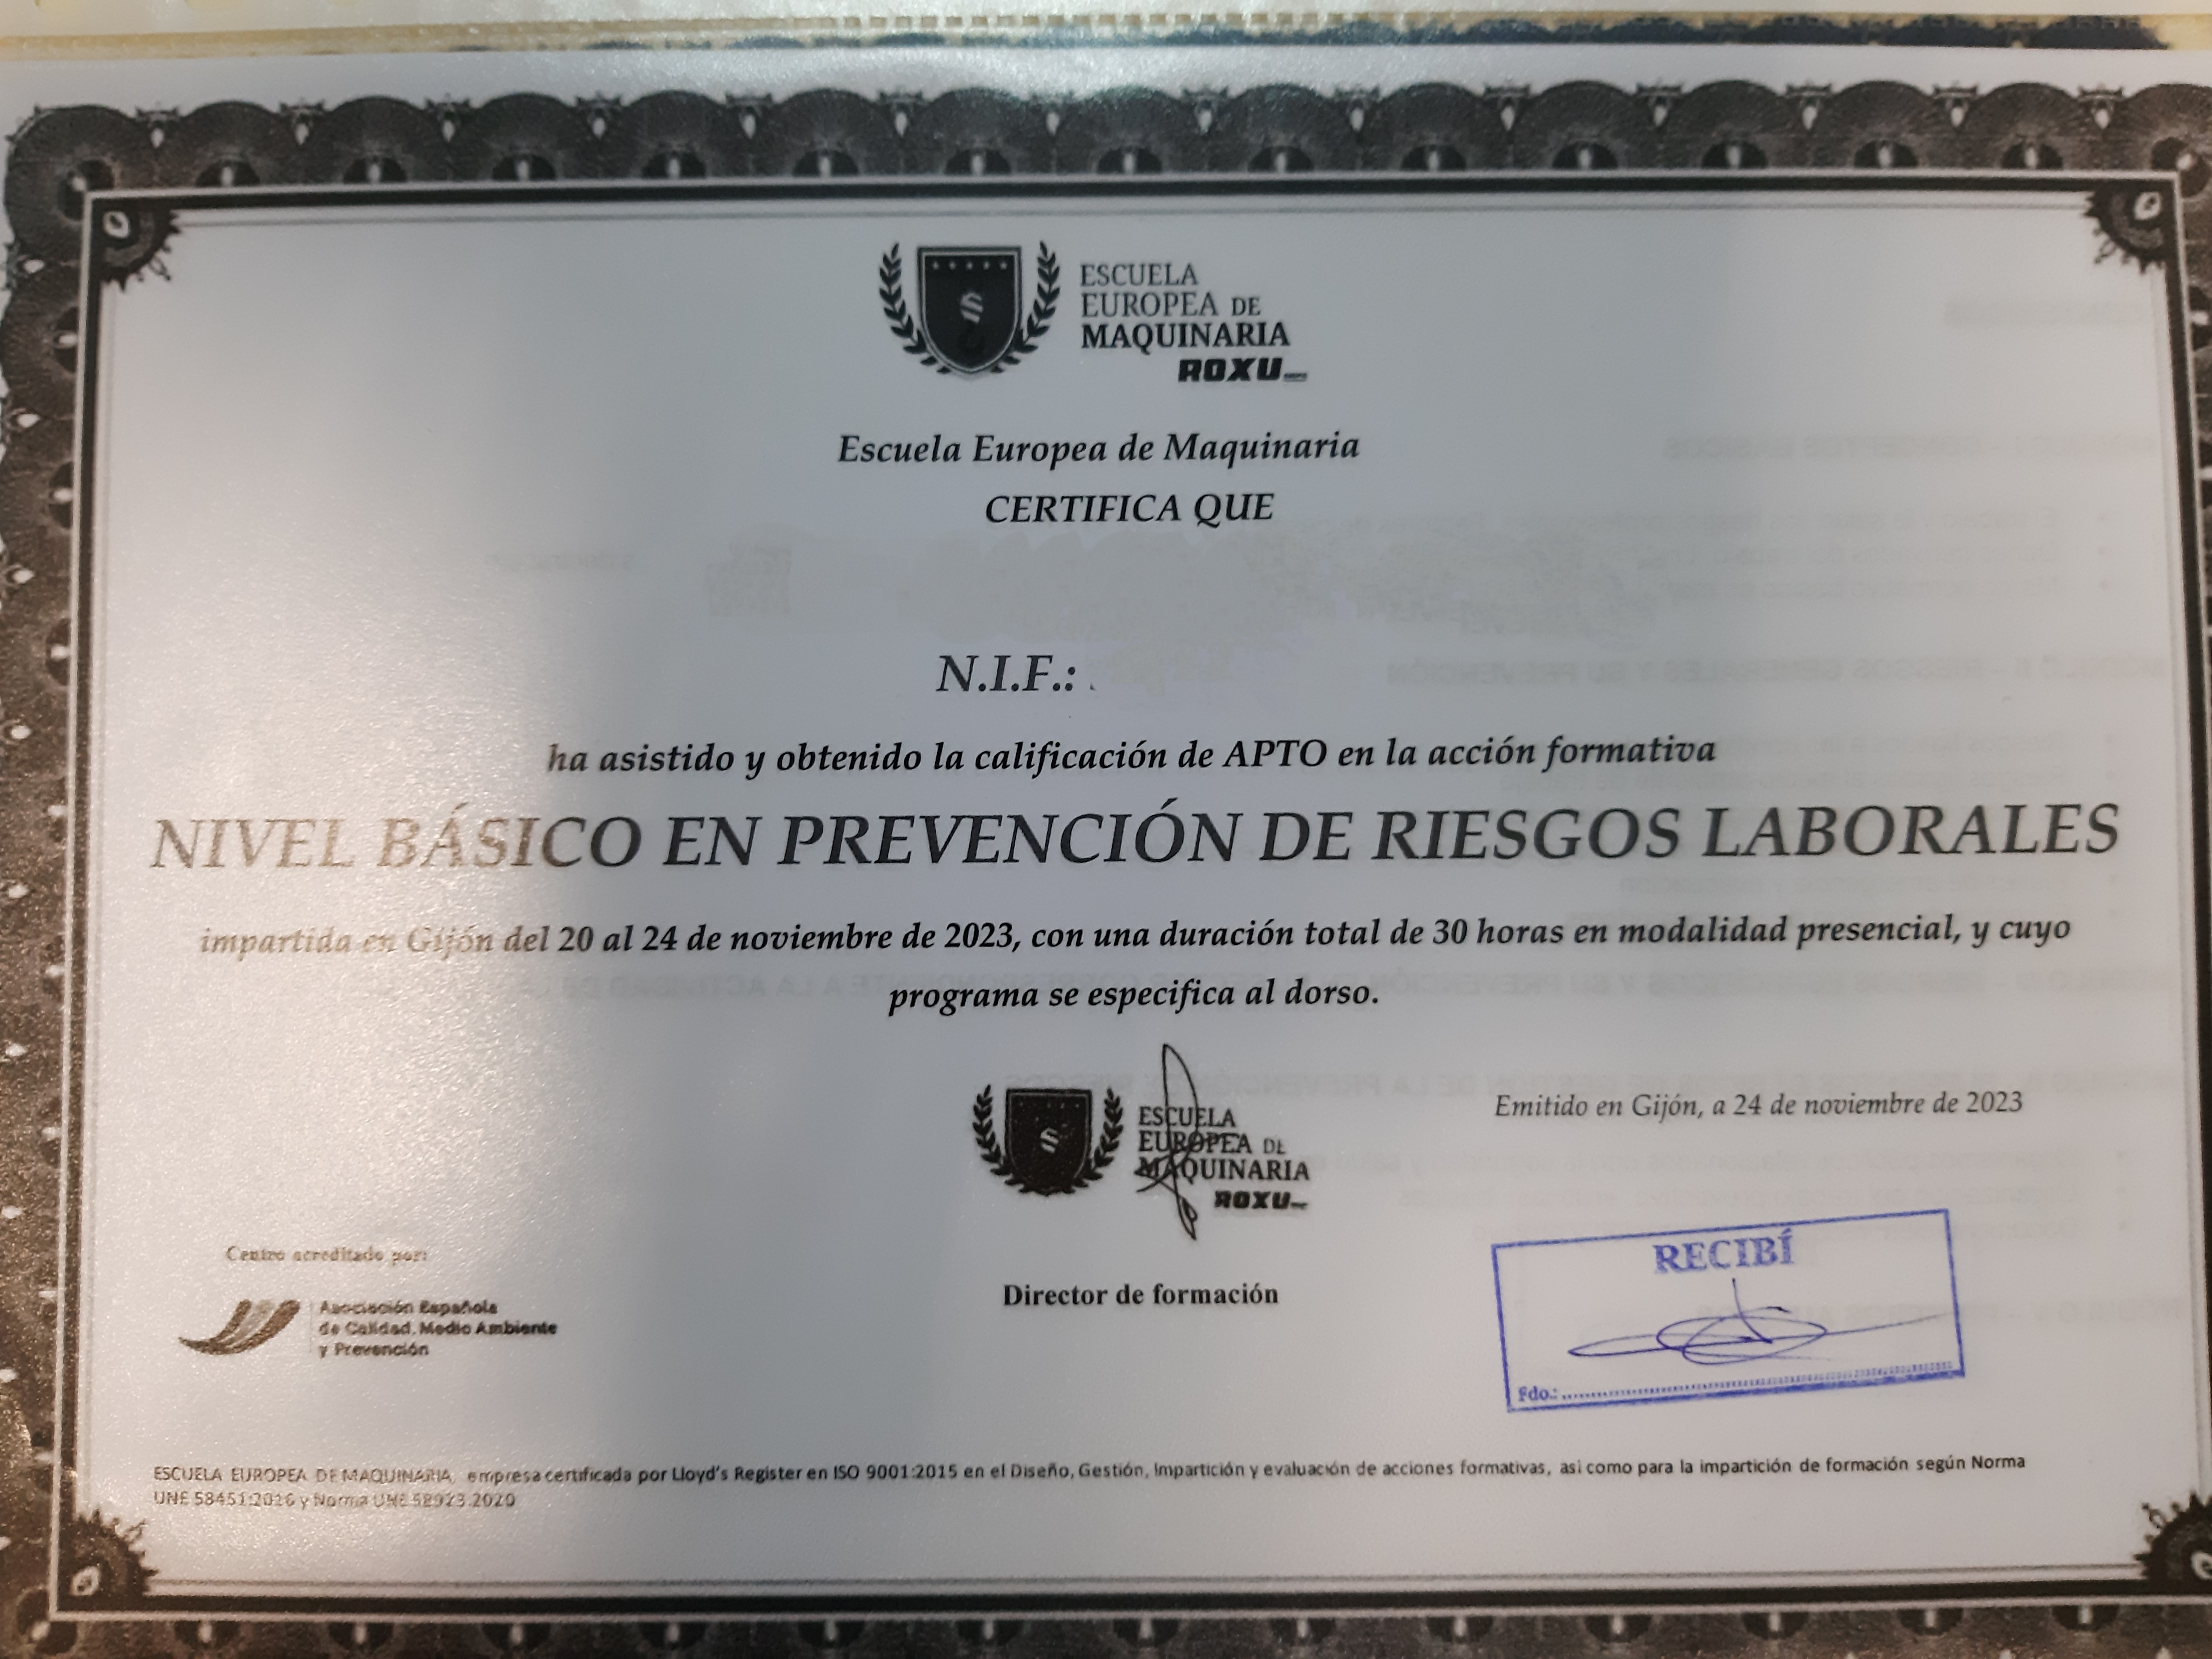 ESCUELA
EUROPEA DE
MAQUINARIA
ROXU
Escuela Europea de Maquinaria
CERTIFICA QUE
N.I.F.:
ha asistido y obtenido la calificación de APTO en la acción formativa
NIVEL BÁSICO EN PREVENCIÓN DE RIESGOS LABORALES
impartida en Gijón del 20 al 24 de noviembre de 2023, con una duración total de 30 horas en modalidad presencial, y cuyo
programa se especifica al dorso.
ESCUELA
EUROPEA DE
MAQUINARIA
ROXU
Emitido en Gijón, a 24 de noviembre de 2023
Director de formación
RECIBÍ
Fdo.:
Centro acreditado por:
Asociación Española
de Calidad, Medio Ambiente
y Prevención
ESCUELA EUROPEA DE MAQUINARIA, empresa certificada por Lloyd's Register en ISO 9001:2015 en el Diseño, Gestión, Impartición y evaluación de acciones formativas, asi como para la impartición de formación según Norma
UNE 58451:2016 y Norma UNE 58923:2020